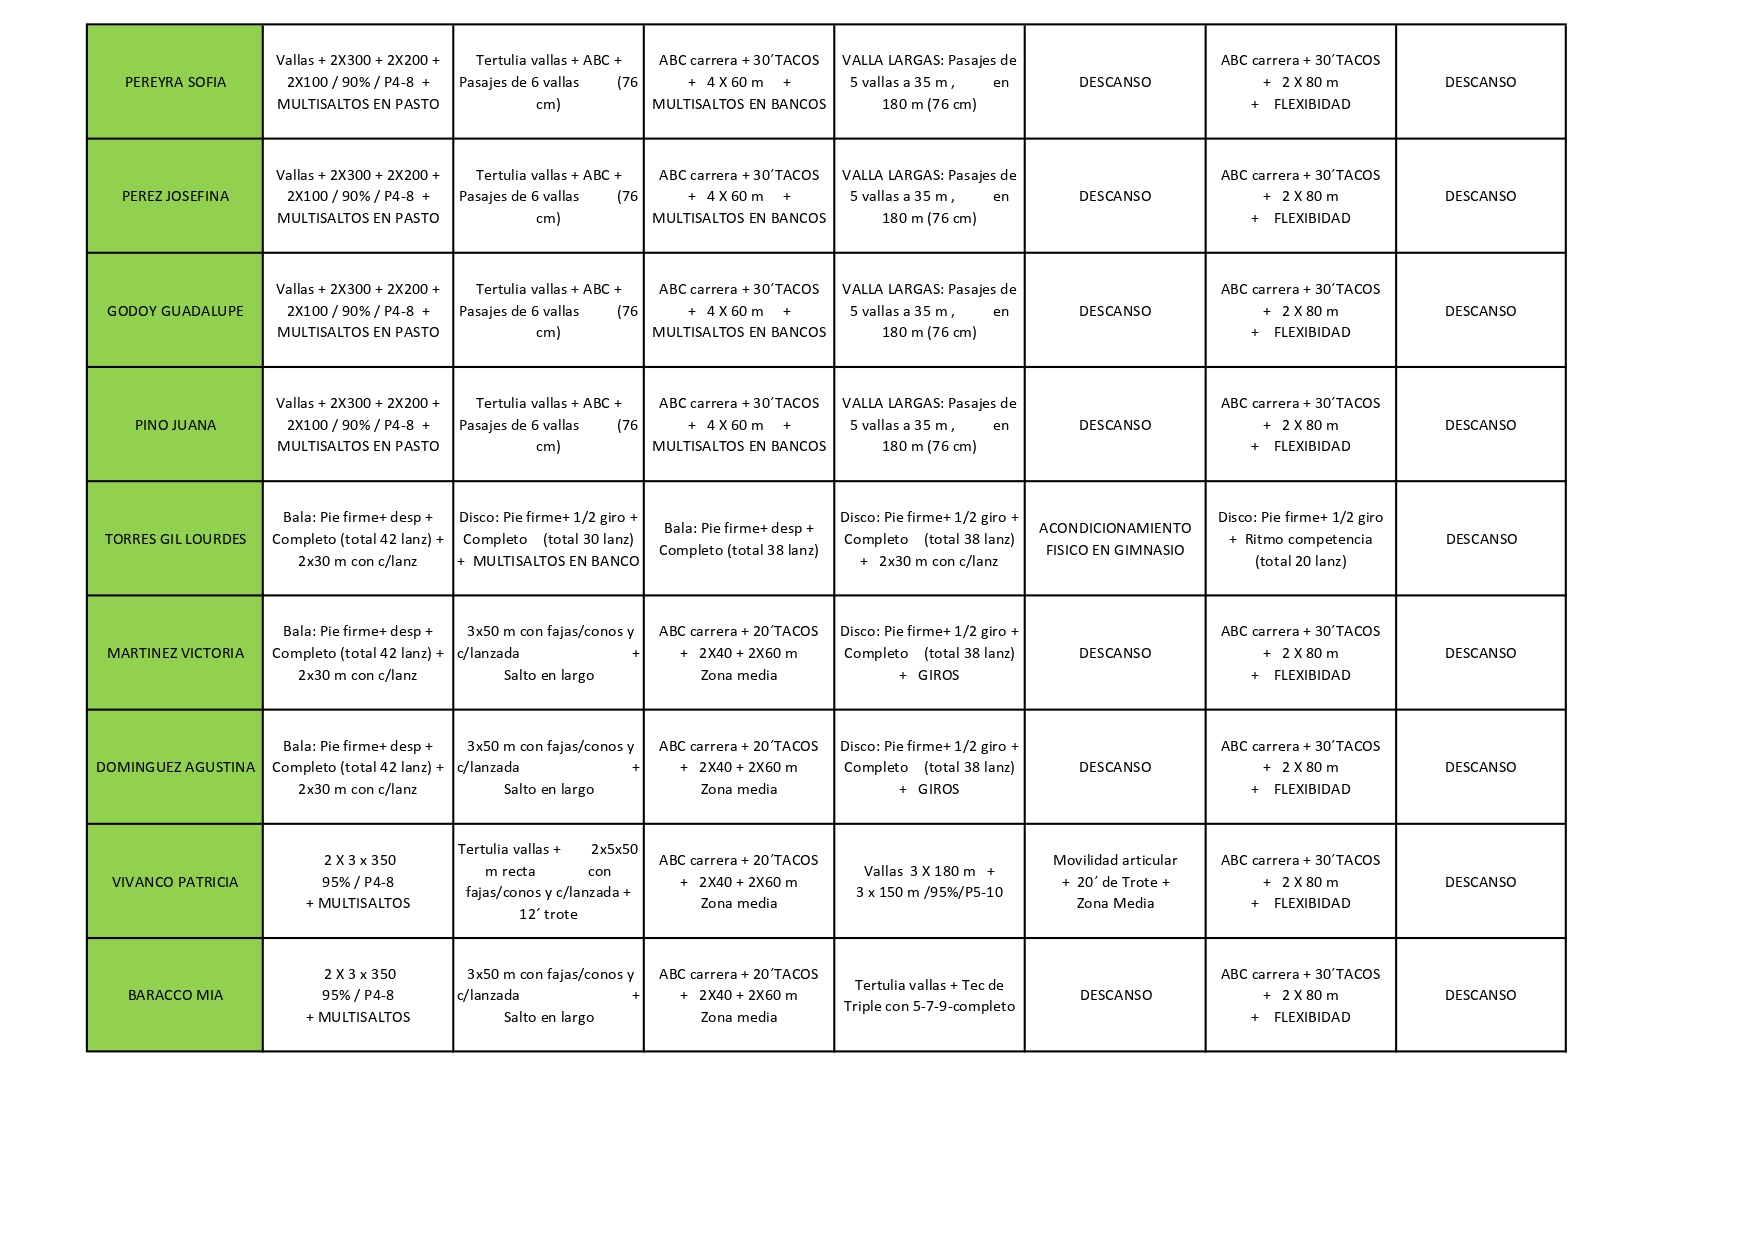 PEREYRA SOFIA
Vallas + 2X300 + 2X200 +
2X100 / 90% / P4-8 +
MULTISALTOS EN PASTO
Tertulia vallas + ABC +
Pasajes de 6 vallas (76
cm)
ABC carrera + 30´TACOS
+ 4 X 60 m +
MULTISALTOS EN BANCOS
VALLA LARGAS: Pasajes de
5 vallas a 35 m , en
180 m (76 cm)
DESCANSO
ABC carrera + 30´TACOS
+ 2 X 80 m
+ FLEXIBIDAD
DESCANSO
PEREZ JOSEFINA
Vallas + 2X300 + 2X200 +
2X100 / 90% / P4-8 +
MULTISALTOS EN PASTO
Tertulia vallas + ABC +
Pasajes de 6 vallas (76
cm)
ABC carrera + 30´TACOS
+ 4 X 60 m +
MULTISALTOS EN BANCOS
VALLA LARGAS: Pasajes de
5 vallas a 35 m , en
180 m (76 cm)
DESCANSO
ABC carrera + 30´TACOS
+ 2 X 80 m
+ FLEXIBIDAD
DESCANSO
GODOY GUADALUPE
Vallas + 2X300 + 2X200 +
2X100 / 90% / P4-8 +
MULTISALTOS EN PASTO
Tertulia vallas + ABC +
Pasajes de 6 vallas (76
cm)
ABC carrera + 30´TACOS
+ 4 X 60 m +
MULTISALTOS EN BANCOS
VALLA LARGAS: Pasajes de
5 vallas a 35 m , en
180 m (76 cm)
DESCANSO
ABC carrera + 30´TACOS
+ 2 X 80 m
+ FLEXIBIDAD
DESCANSO
PINO JUANA
Vallas + 2X300 + 2X200 +
2X100 / 90% / P4-8 +
MULTISALTOS EN PASTO
Tertulia vallas + ABC +
Pasajes de 6 vallas (76
cm)
ABC carrera + 30´TACOS
+ 4 X 60 m +
MULTISALTOS EN BANCOS
VALLA LARGAS: Pasajes de
5 vallas a 35 m , en
180 m (76 cm)
DESCANSO
ABC carrera + 30´TACOS
+ 2 X 80 m
+ FLEXIBIDAD
DESCANSO
TORRES GIL LOURDES
Bala: Pie firme+ desp +
Completo (total 42 lanz) +
2x30 m con c/lanz
Disco: Pie firme+ 1/2 giro +
Completo (total 30 lanz)
+ MULTISALTOS EN BANCO
Bala: Pie firme+ desp +
Completo (total 38 lanz)
Disco: Pie firme+ 1/2 giro +
Completo (total 38 lanz)
+ 2x30 m con c/lanz
ACONDICIONAMIENTO
FISICO EN GIMNASIO
Disco: Pie firme+ 1/2 giro
+ Ritmo competencia
(total 20 lanz)
DESCANSO
MARTINEZ VICTORIA
Bala: Pie firme+ desp +
Completo (total 42 lanz) +
2x30 m con c/lanz
3x50 m con fajas/conos y
c/lanzada +
Salto en largo
ABC carrera + 20´TACOS
+ 2X40 + 2X60 m
Zona media
Disco: Pie firme+ 1/2 giro +
Completo (total 38 lanz)
+ GIROS
DESCANSO
ABC carrera + 30´TACOS
+ 2 X 80 m
+ FLEXIBIDAD
DESCANSO
DOMINGUEZ AGUSTINA
Bala: Pie firme+ desp +
Completo (total 42 lanz) +
2x30 m con c/lanz
3x50 m con fajas/conos y
c/lanzada +
Salto en largo
ABC carrera + 20´TACOS
+ 2X40 + 2X60 m
Zona media
Disco: Pie firme+ 1/2 giro +
Completo (total 38 lanz)
+ GIROS
DESCANSO
ABC carrera + 30´TACOS
+ 2 X 80 m
+ FLEXIBIDAD
DESCANSO
VIVANCO PATRICIA
2 X 3 x 350
95% / P4-8
+ MULTISALTOS
Tertulia vallas + 2x5x50
m recta con
fajas/conos y c/lanzada +
12´ trote
ABC carrera + 20´TACOS
+ 2X40 + 2X60 m
Zona media
Vallas 3 X 180 m +
3 x 150 m /95%/P5-10
Movilidad articular
+ 20´ de Trote +
Zona Media
ABC carrera + 30´TACOS
+ 2 X 80 m
+ FLEXIBIDAD
DESCANSO
BARACCO MIA
2 X 3 x 350
95% / P4-8
+ MULTISALTOS
3x50 m con fajas/conos y
c/lanzada +
Salto en largo
ABC carrera + 20´TACOS
+ 2X40 + 2X60 m
Zona media
Tertulia vallas + Tec de
Triple con 5-7-9-completo
DESCANSO
ABC carrera + 30´TACOS
+ 2 X 80 m
+ FLEXIBIDAD
DESCANSO